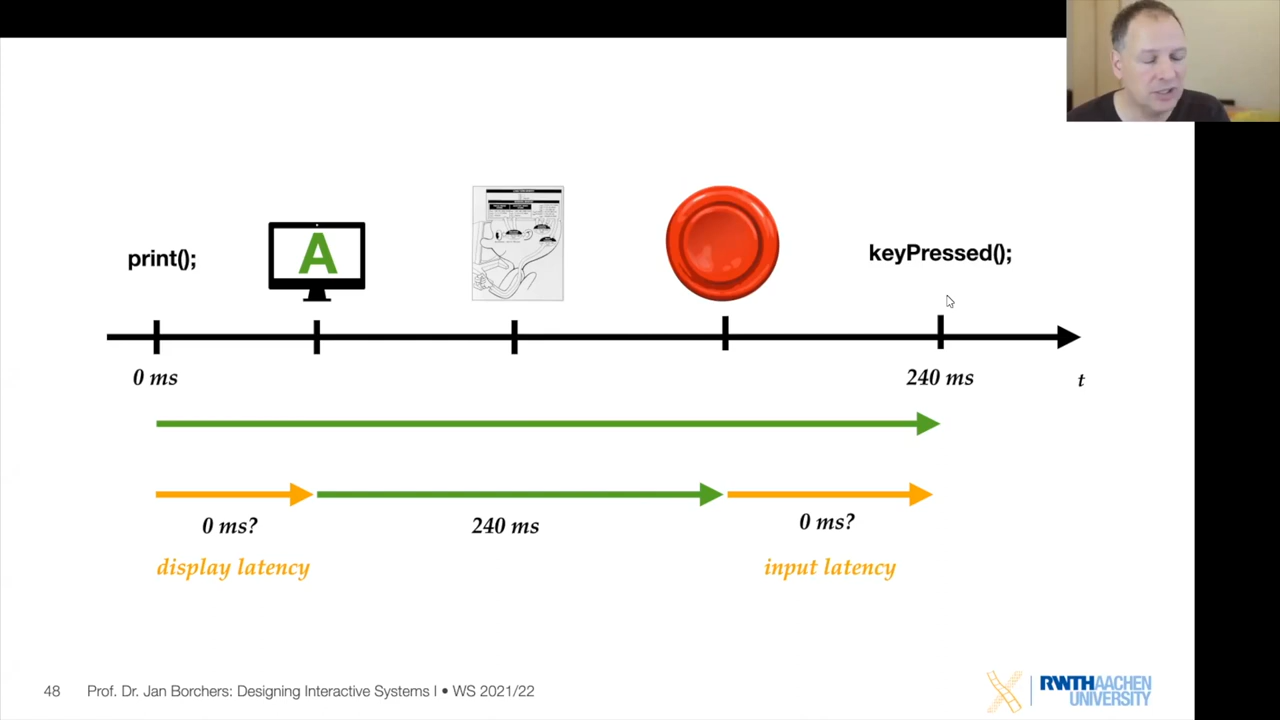 print();
A
keyPressed();
0 ms
240 ms
t
0 ms?
240 ms
0 ms?
display latency
input latency
48 Prof. Dr. Jan Borchers: Designing Interactive Systems I • WS 2021/22
RWTHAACHEN
UNIVERSITY